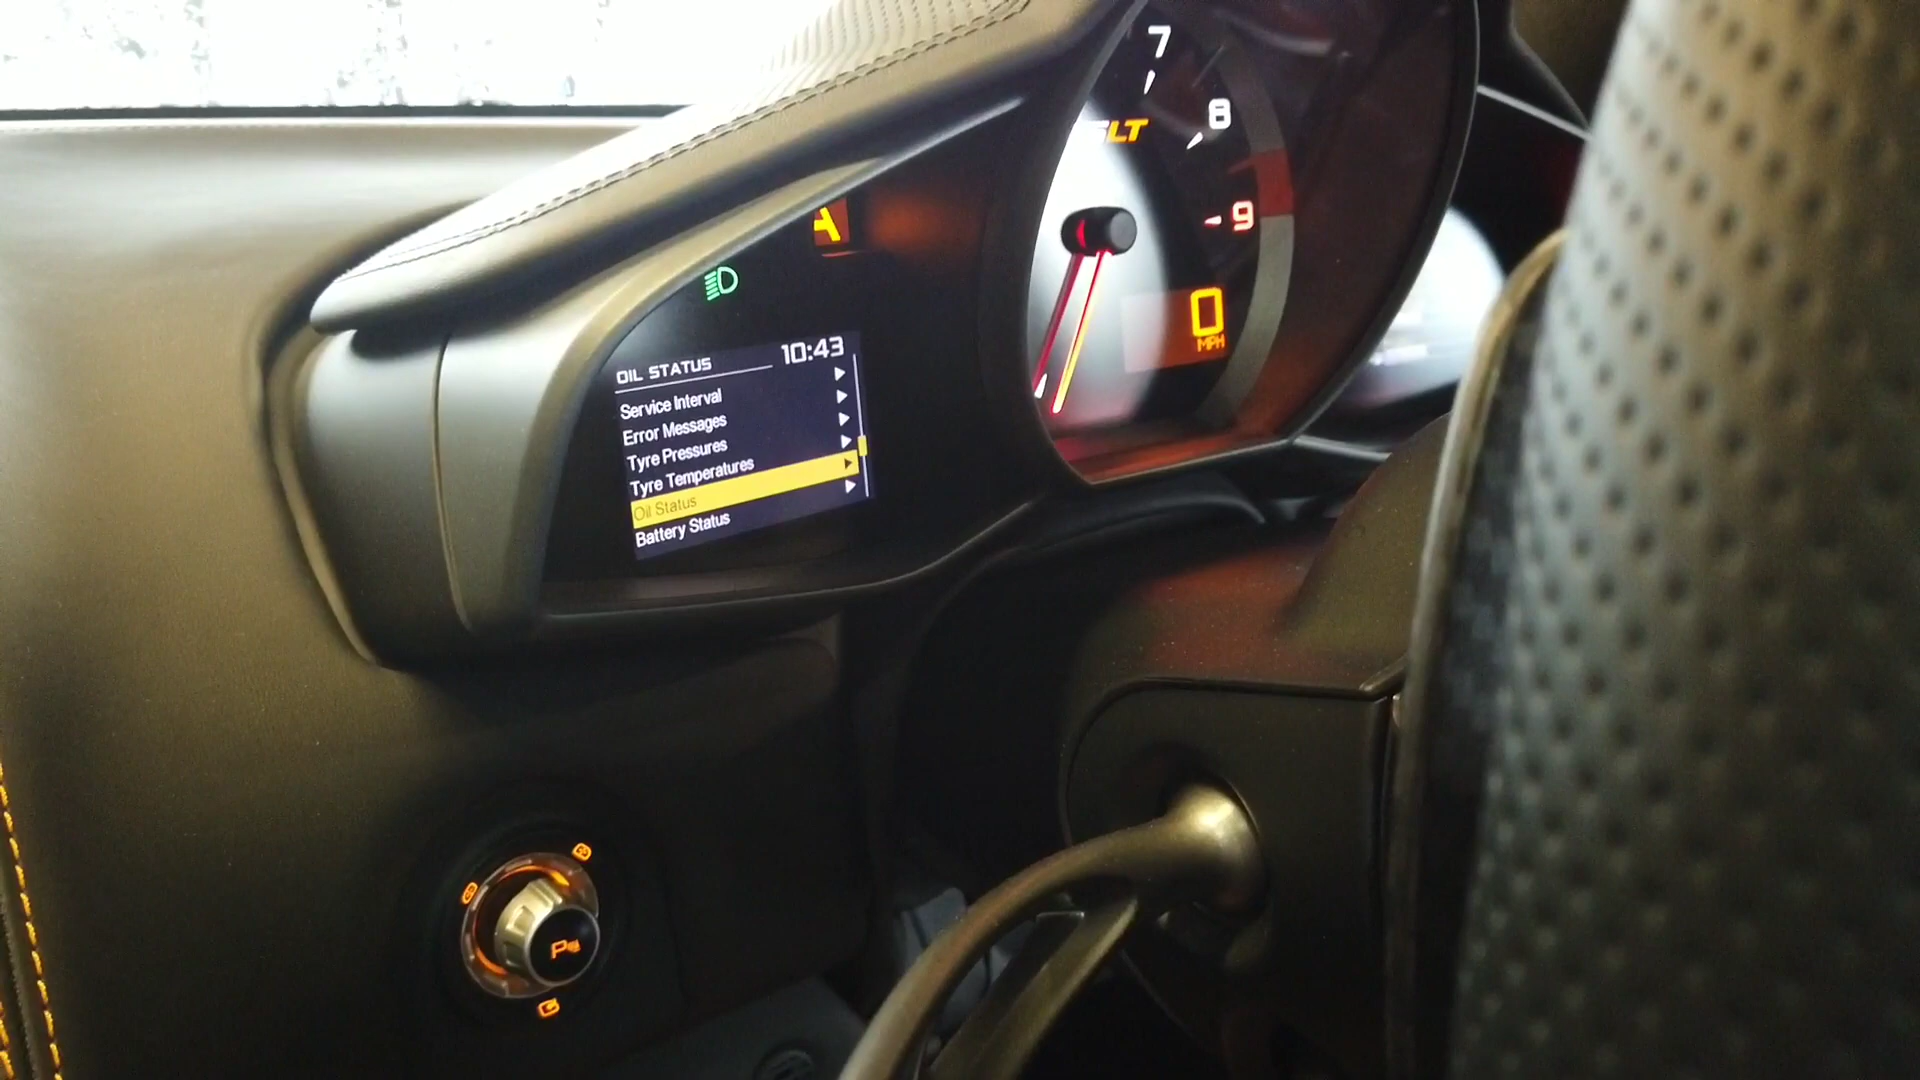 7
8
LT
9
A
0
MPH
10:43
OIL STATUS
Service Interval
Error Messages
Tyre Pressures
Tyre Temperatures
Oil Status
Battery Status
P